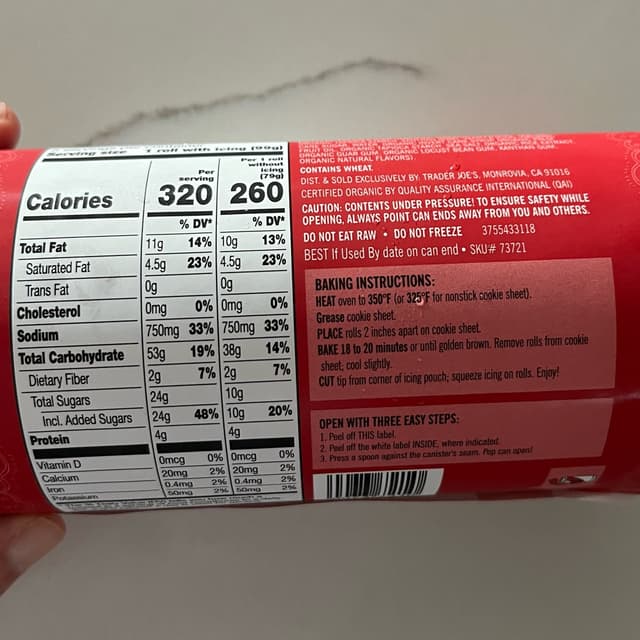 Serving size 1 roll with icing (99g)
Calories
Per serving
320
Per 1 roll without icing (79g)
260
% DV* % DV*
Total Fat 11g 14% 10g 13%
Saturated Fat 4.5g 23% 4.5g 23%
Trans Fat 0g 0g
Cholesterol 0mg 0% 0mg 0%
Sodium 750mg 33% 750mg 33%
Total Carbohydrate 53g 19% 38g 14%
Dietary Fiber 2g 7% 2g 7%
Total Sugars 24g 10g
Incl. Added Sugars 24g 48% 10g 20%
Protein 4g 4g
Vitamin D 0mcg 0% 0mcg 0%
Calcium 20mg 2% 20mg 2%
Iron 0.4mg 2% 0.4mg 2%
Potassium 50mg 2% 50mg 2%
ORGANIC GUAR GUM, ORGANIC LOCUST BEAN GUM, XANTHAN GUM,
ORGANIC NATURAL FLAVORS).
CONTAINS WHEAT.
DIST. & SOLD EXCLUSIVELY BY: TRADER JOE'S, MONROVIA, CA 91016
CERTIFIED ORGANIC BY QUALITY ASSURANCE INTERNATIONAL (QAI)
CAUTION: CONTENTS UNDER PRESSURE! TO ENSURE SAFETY WHILE
OPENING, ALWAYS POINT CAN ENDS AWAY FROM YOU AND OTHERS.
DO NOT EAT RAW • DO NOT FREEZE 3755433118
BEST If Used By date on can end • SKU# 73721
BAKING INSTRUCTIONS:
HEAT oven to 350°F (or 325°F for nonstick cookie sheet).
Grease cookie sheet.
PLACE rolls 2 inches apart on cookie sheet.
BAKE 18 to 20 minutes or until golden brown. Remove rolls from cookie
sheet; cool slightly.
CUT tip from corner of icing pouch; squeeze icing on rolls. Enjoy!
OPEN WITH THREE EASY STEPS:
1. Peel off THIS label.
2. Peel off the white label INSIDE, where indicated.
3. Press a spoon against the canister's seam. Pop can open!